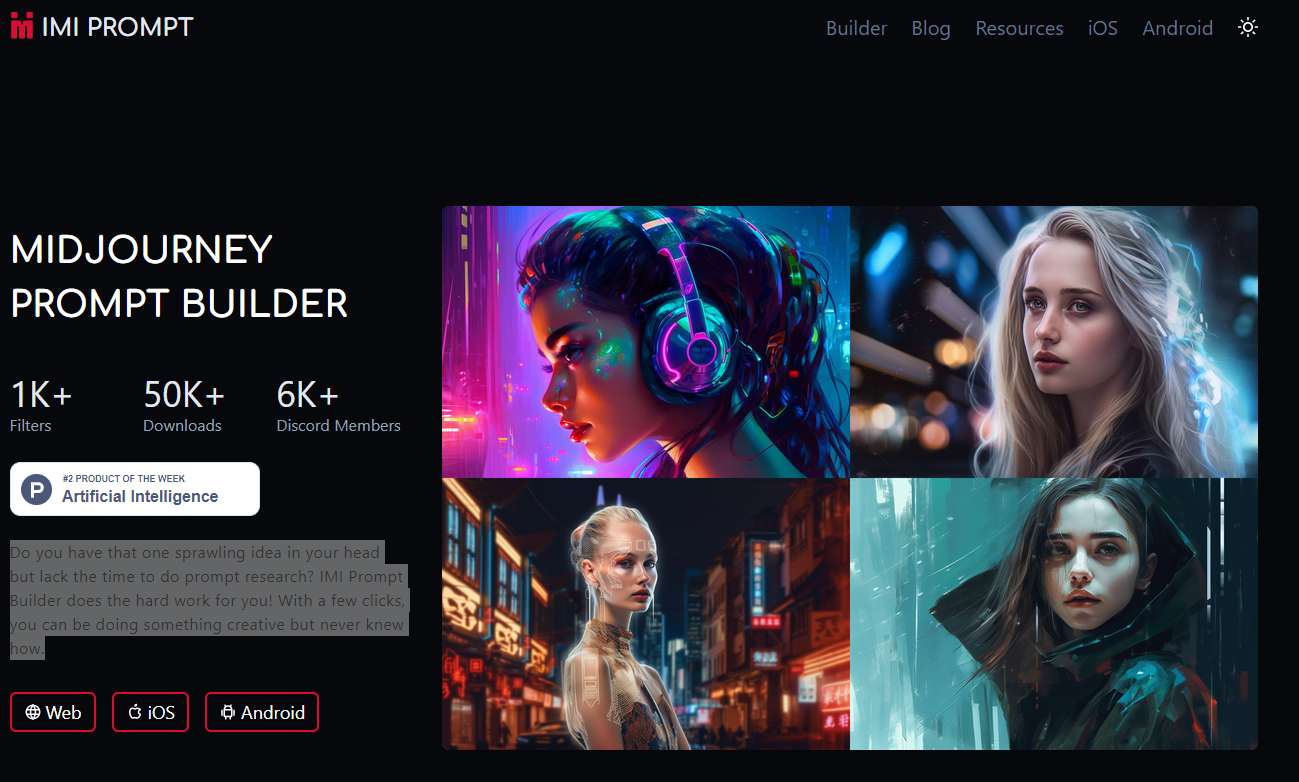 IMI PROMPT
Builder Blog Resources iOS Android
MIDJOURNEY
PROMPT BUILDER
1K+ 50K+ 6K+
Filters Downloads Discord Members
#2 PRODUCT OF THE WEEK
P Artificial Intelligence
Do you have that one sprawling idea in your head
but lack the time to do prompt research? IMI Prompt
Builder does the hard work for you! With a few clicks,
you can be doing something creative but never knew
how.
Web iOS Android